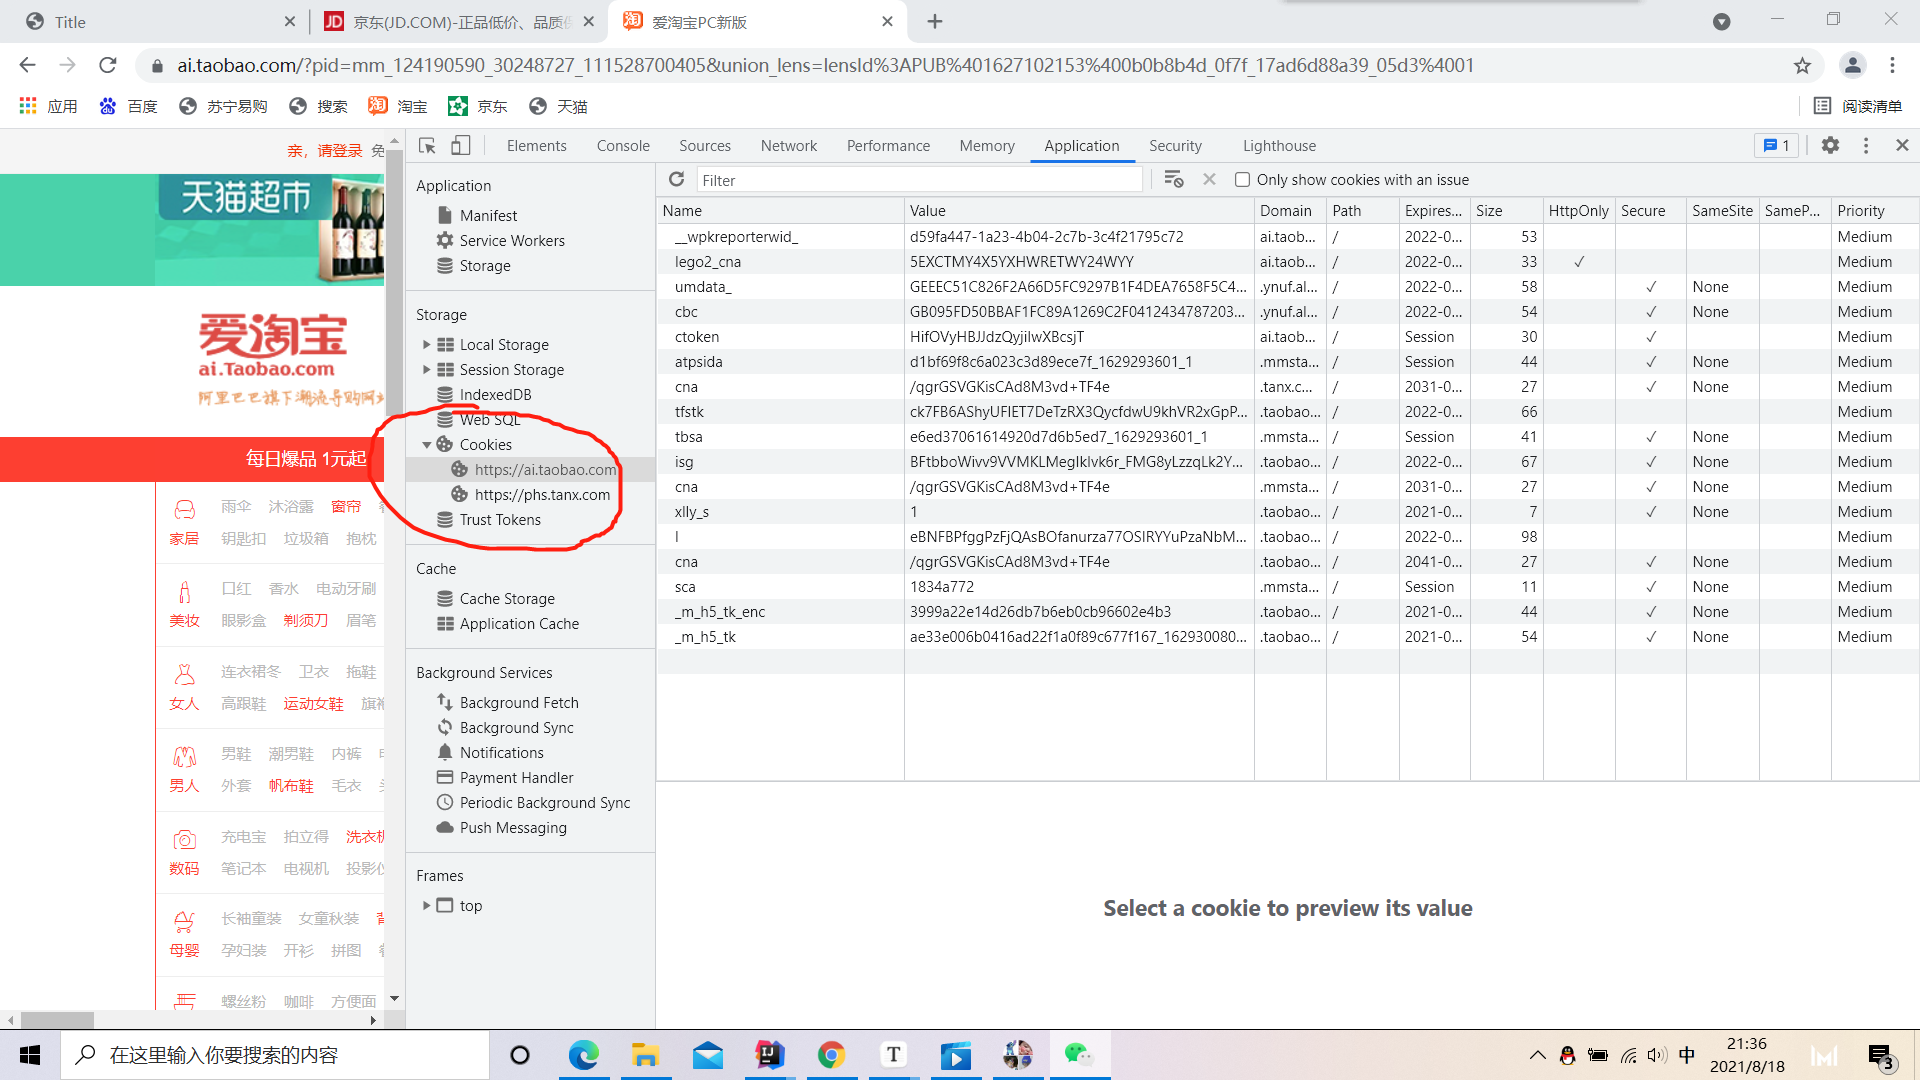 Title
京东(JD.COM)-正品低价、品质保
爱淘宝PC新版
ai.taobao.com/?pid=mm_124190590_30248727_111528700405&union_lens=lensId%3APUB%401627102153%400b0b8b4d_0f7f_17ad6d88a39_05d3%4001
应用 百度 苏宁易购 搜索 淘宝 京东 天猫 阅读清单
亲，请登录 免
天猫超市
爱淘宝
ai.Taobao.com
阿里巴巴旗下潮流导购网
每日爆品 1元起
雨伞 沐浴露 窗帘
家居 钥匙扣 垃圾箱 抱枕
口红 香水 电动牙刷
美妆 眼影盒 剃须刀 眉笔
连衣裙冬 卫衣 拖鞋
女人 高跟鞋 运动女鞋 旗袍
男鞋 潮男鞋 内裤
男人 外套 帆布鞋 毛衣
充电宝 拍立得 洗衣机
数码 笔记本 电视机 投影仪
长袖童装 女童秋装
母婴 孕妇装 开衫 拼图
螺丝粉 咖啡 方便面
Elements Console Sources Network Performance Memory Application Security Lighthouse 1
Application
Manifest
Service Workers
Storage
Storage
Local Storage
Session Storage
IndexedDB
Web SQL
Cookies
https://ai.taobao.com
https://phs.tanx.com
Trust Tokens
Cache
Cache Storage
Application Cache
Background Services
Background Fetch
Background Sync
Notifications
Payment Handler
Periodic Background Sync
Push Messaging
Frames
top
Filter Only show cookies with an issue
Name Value Domain Path Expires... Size HttpOnly Secure SameSite SameP... Priority
__wpkreporterwid_ d59fa447-1a23-4b04-2c7b-3c4f21795c72 ai.taob... / 2022-0... 53 Medium
lego2_cna 5EXCTMY4X5YXHWRETWY24WYY ai.taob... / 2022-0... 33 ✓ Medium
umdata_ GEEEC51C826F2A66D5FC9297B1F4DEA7658F5C4... .ynuf.al... / 2022-0... 58 ✓ None Medium
cbc GB095FD50BBAF1FC89A1269C2F0412434787203... .ynuf.al... / 2022-0... 54 ✓ None Medium
ctoken HifOVyHBJJdzQyjiIwXBcsjT ai.taob... / Session 30 ✓ Medium
atpsida d1bf69f8c6a023c3d89ece7f_1629293601_1 .mmsta... / Session 44 ✓ None Medium
cna /qgrGSVGKisCAd8M3vd+TF4e .tanx.c... / 2031-0... 27 ✓ None Medium
tfstk ck7FB6AShyUFlET7DeTzRX3QycfdwU9khVR2xGpP... .taobao... / 2022-0... 66 Medium
tbsa e6ed37061614920d7d6b5ed7_1629293601_1 .mmsta... / Session 41 ✓ None Medium
isg BFtbboWivv9VVMKLMegIklvk6r_FMG8yLzzqLk2Y... .taobao... / 2022-0... 67 ✓ None Medium
cna /qgrGSVGKisCAd8M3vd+TF4e .mmsta... / 2031-0... 27 ✓ None Medium
xlly_s 1 .taobao... / 2021-0... 7 ✓ None Medium
l eBNFBPfggPzFjQAsBOfanurza77OSIRYYuPzaNbM... .taobao... / 2022-0... 98 Medium
cna /qgrGSVGKisCAd8M3vd+TF4e .taobao... / 2041-0... 27 ✓ None Medium
sca 1834a772 .mmsta... / Session 11 ✓ None Medium
_m_h5_tk_enc 3999a22e14d26db7b6eb0cb96602e4b3 .taobao... / 2021-0... 44 ✓ None Medium
_m_h5_tk ae33e006b0416ad22f1a0f89c677f167_162930080... .taobao... / 2021-0... 54 ✓ None Medium
Select a cookie to preview its value
在这里输入你要搜索的内容
中
21:36
2021/8/18
3